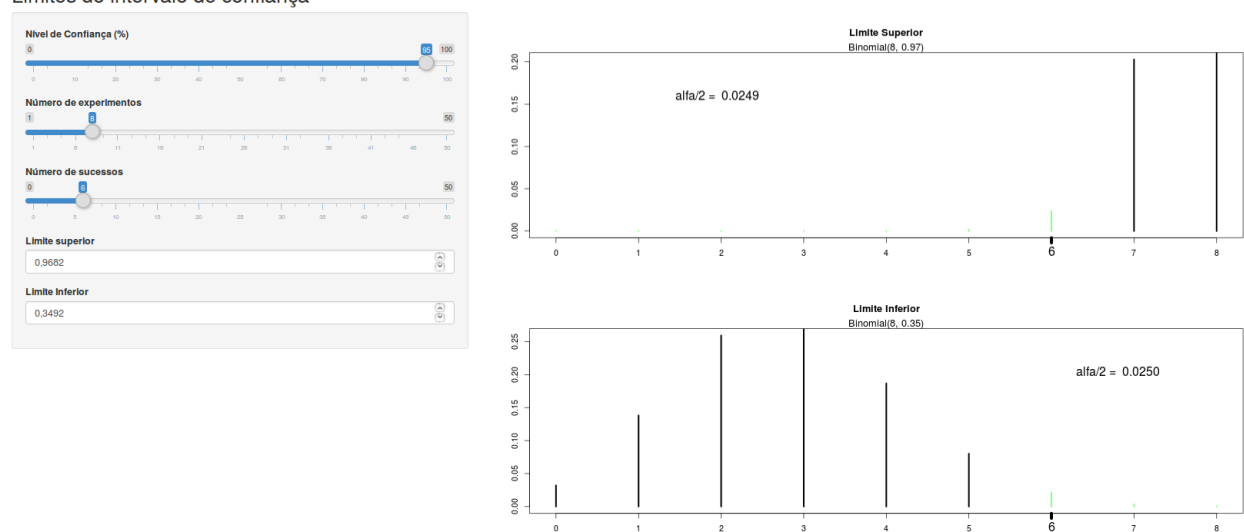 Limites do intervalo de confiança
Nível de Confiança (%)
0 95 100
0 10 20 30 40 50 60 70 80 90 100
Número de experimentos
1 8 50
1 6 11 16 21 26 31 36 41 46 50
Número de sucessos
0 6 50
0 5 10 15 20 25 30 35 40 45 50
Limite superior
0,9682
Limite Inferior
0,3492
Limite Superior
Binomial(8, 0.97)
alfa/2 = 0.0249
0.20
0.15
0.10
0.05
0.00
0 1 2 3 4 5 6 7 8
Limite Inferior
Binomial(8, 0.35)
alfa/2 = 0.0250
0.25
0.20
0.15
0.10
0.05
0.00
0 1 2 3 4 5 6 7 8